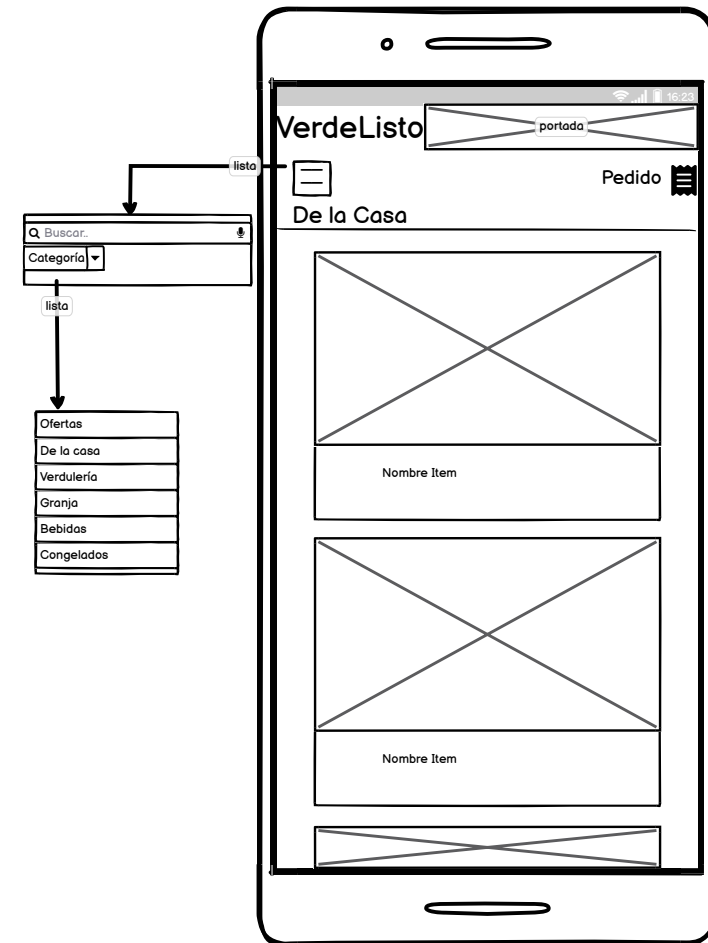 16:23
VerdeListo
portada
lista
Pedido
De la Casa
Buscar..
Categoría
lista
Ofertas
De la casa
Verdulería
Granja
Bebidas
Congelados
Nombre Item
Nombre Item